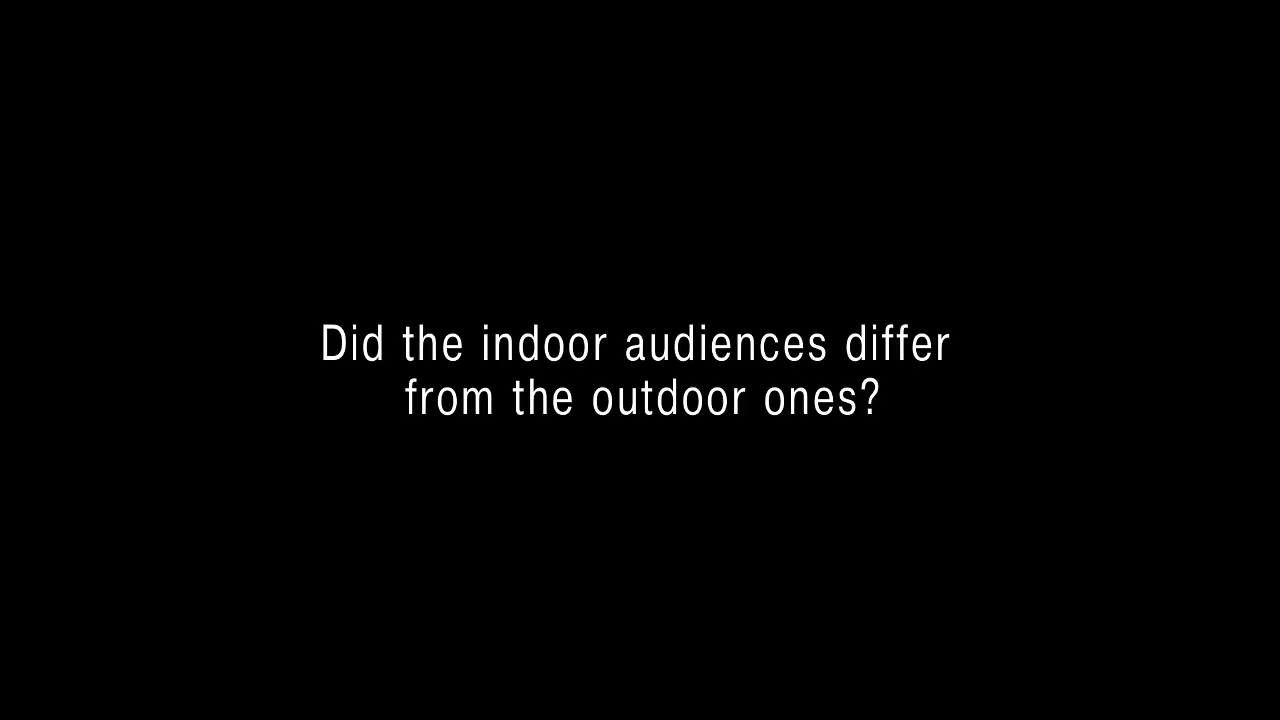 Did the indoor audiences differ
from the outdoor ones?